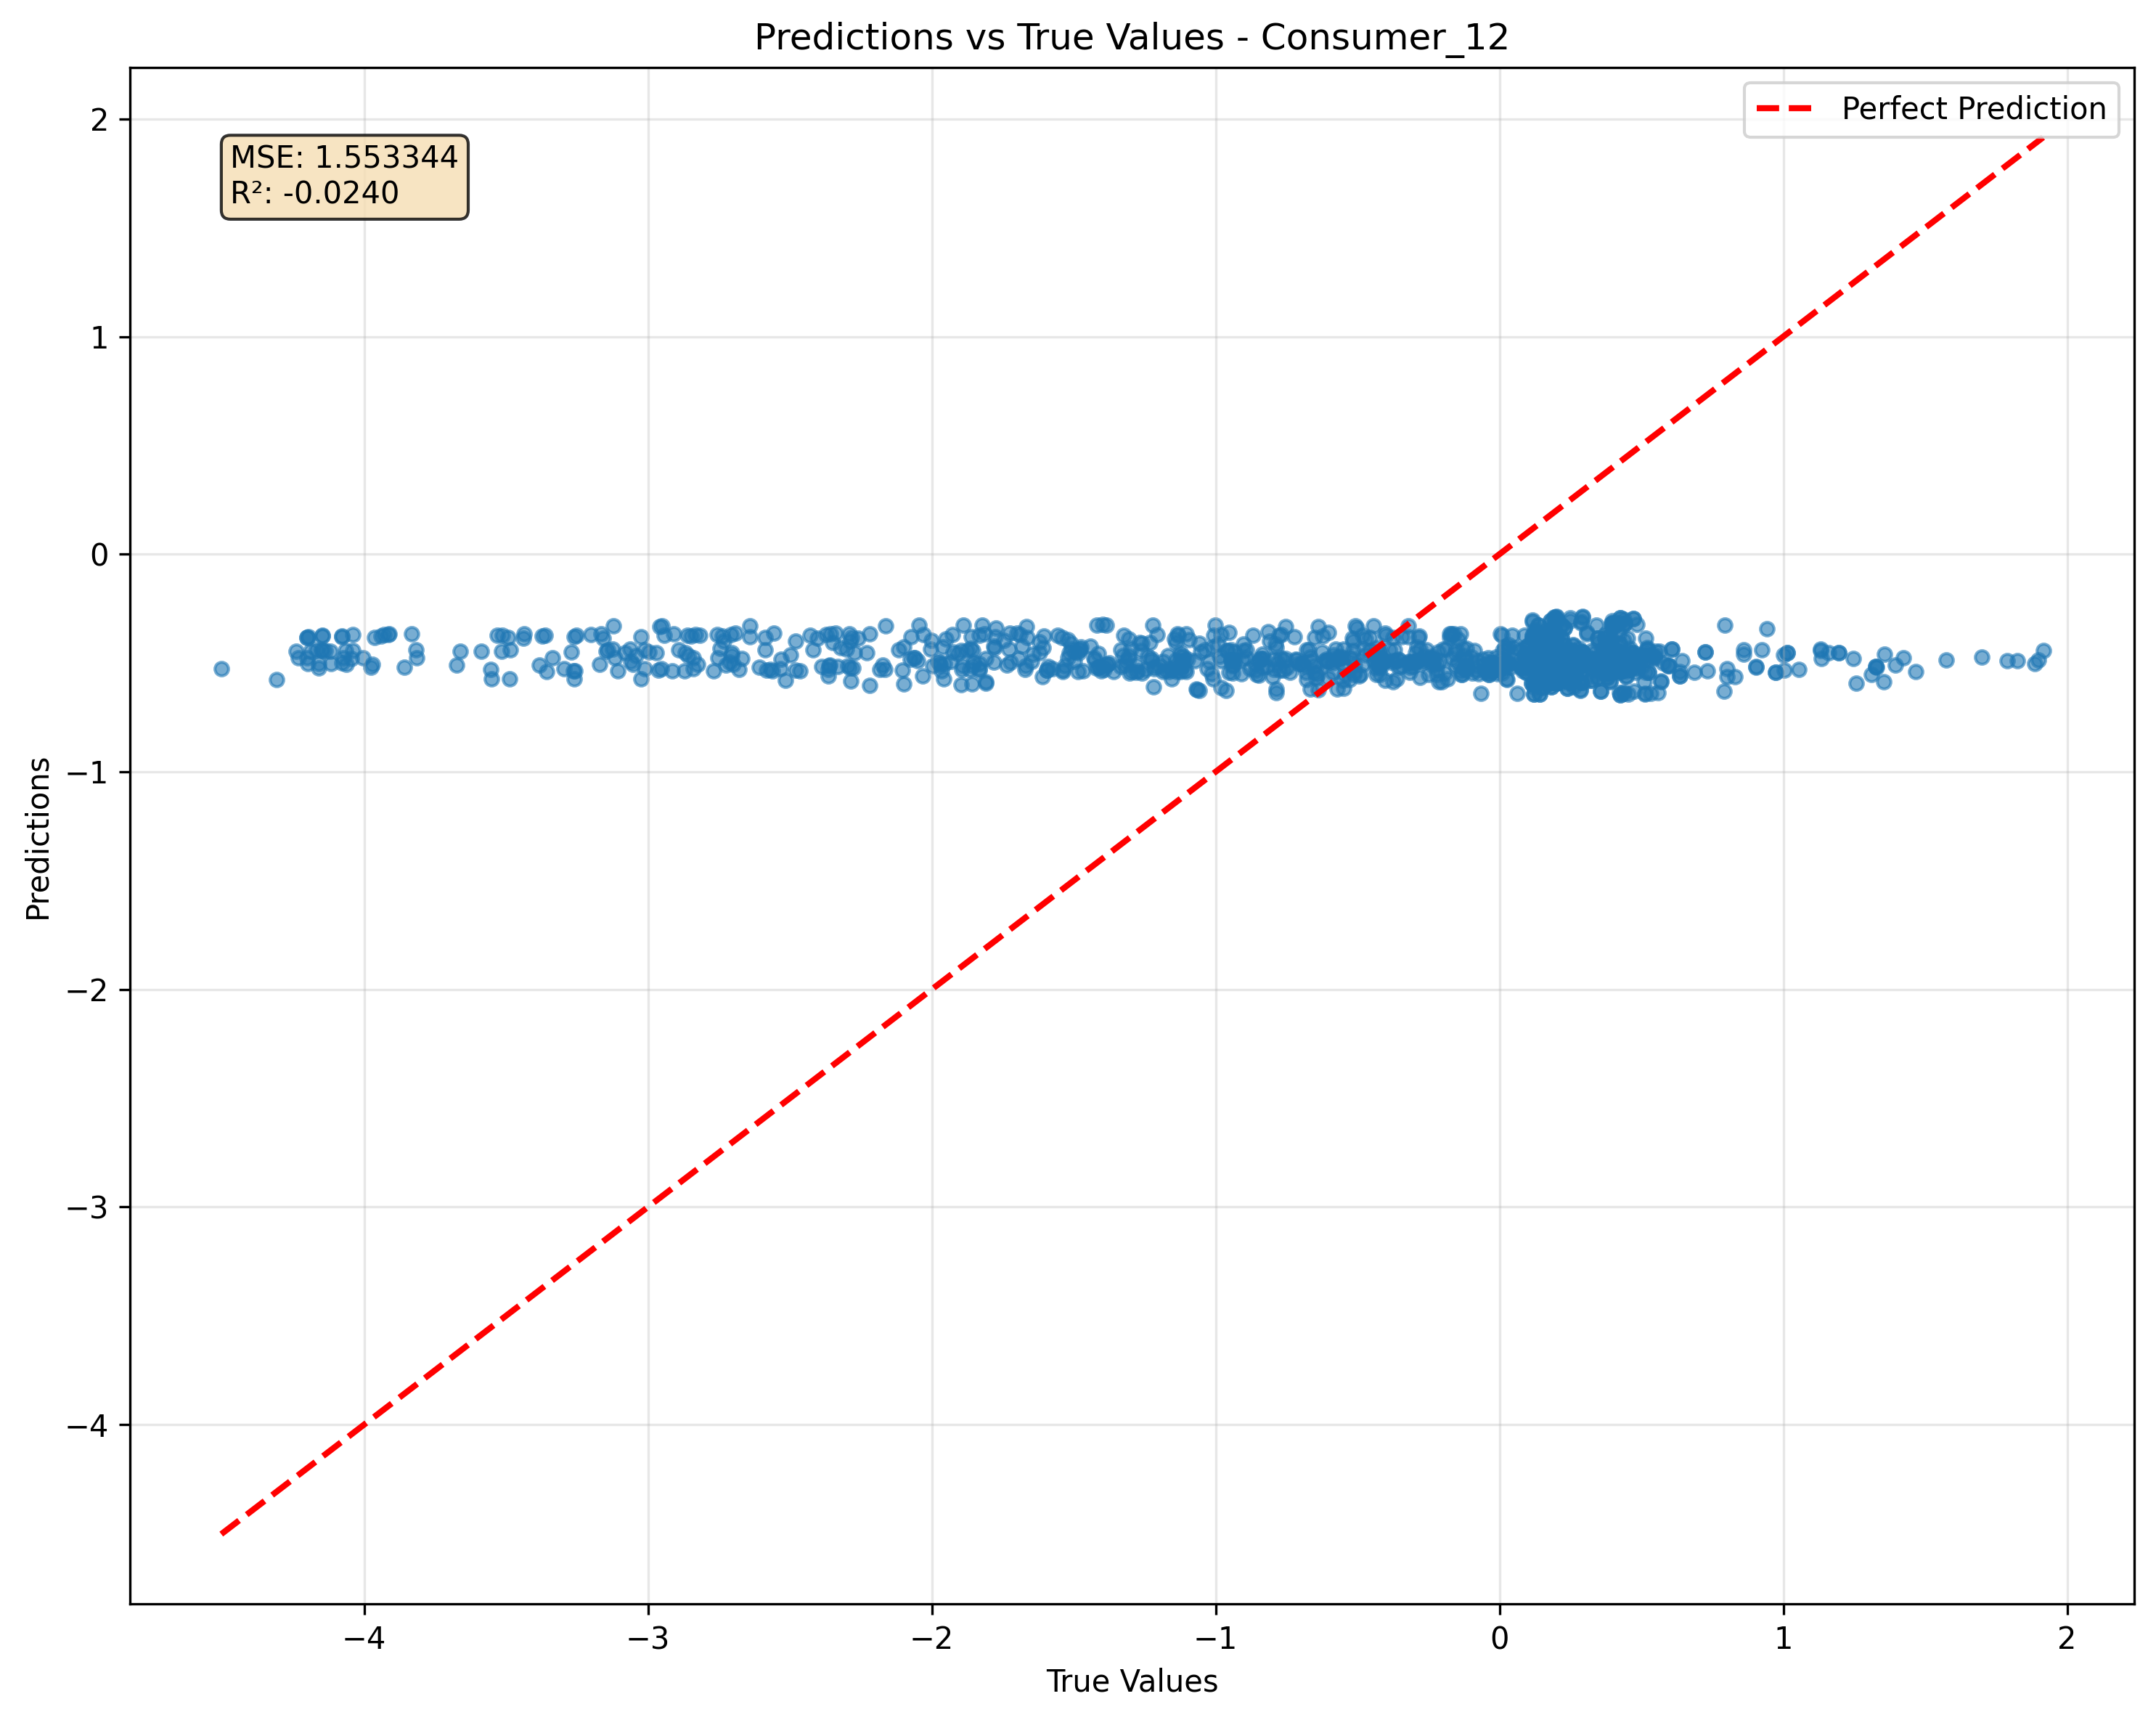 Predictions vs True Values - Consumer_12
Perfect Prediction
MSE: 1.553344
R²: -0.0240
2
1
0
−1
−2
−3
−4
Predictions
−4 −3 −2 −1 0 1 2
True Values